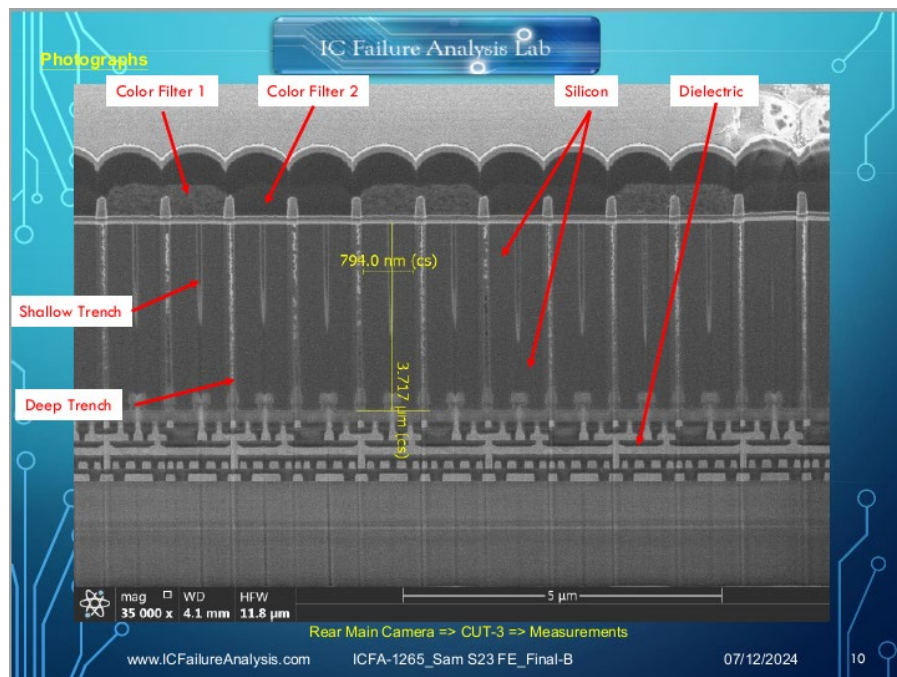 IC Failure Analysis Lab
Photographs
Color Filter 1
Color Filter 2
Silicon
Dielectric
794.0 nm (cs)
Shallow Trench
3.717 µm (cs)
Deep Trench
mag WD HFW
35 000 x 4.1 mm 11.8 µm
5 µm
Rear Main Camera => CUT-3 => Measurements
www.ICFailureAnalysis.com ICFA-1265_Sam S23 FE_Final-B 07/12/2024 10